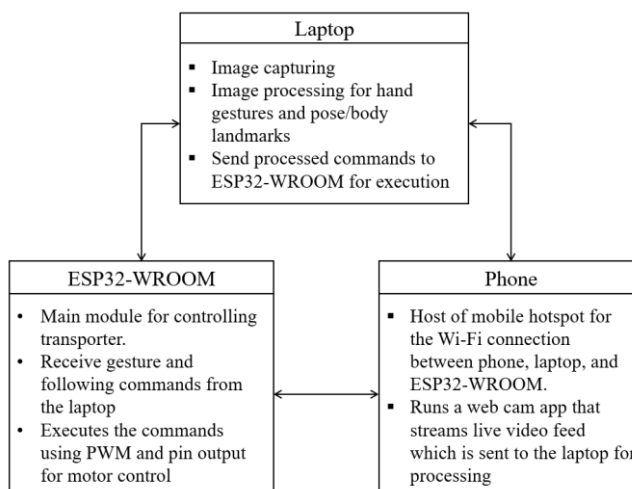 Laptop
▪ Image capturing
▪ Image processing for hand
gestures and pose/body
landmarks
▪ Send processed commands to
ESP32-WROOM for execution
ESP32-WROOM
• Main module for controlling
transporter.
• Receive gesture and
following commands from
the laptop
• Executes the commands
using PWM and pin output
for motor control
Phone
▪ Host of mobile hotspot for
the Wi-Fi connection
between phone, laptop, and
ESP32-WROOM.
▪ Runs a web cam app that
streams live video feed
which is sent to the laptop for
processing